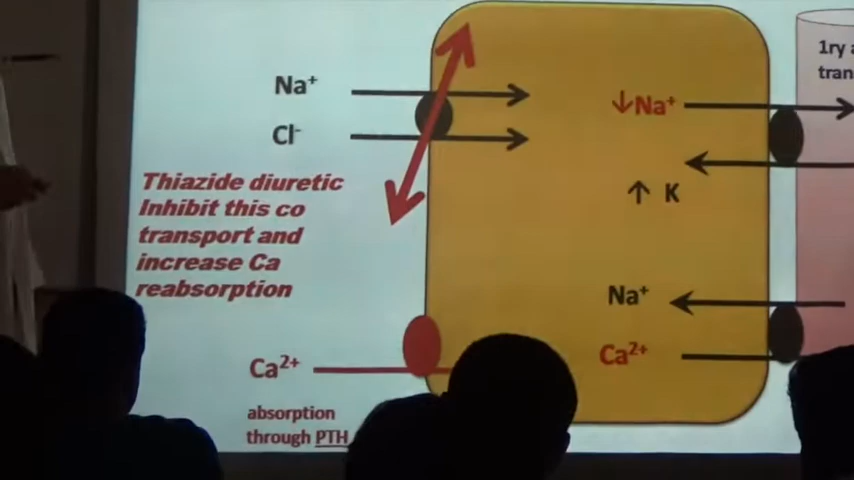 Na⁺
Cl⁻
Thiazide diuretic
Inhibit this co
transport and
increase Ca
reabsorption
Ca²⁺
absorption
through PTH
↓Na⁺
↑ K
Na⁺
Ca²⁺
1ry
tran